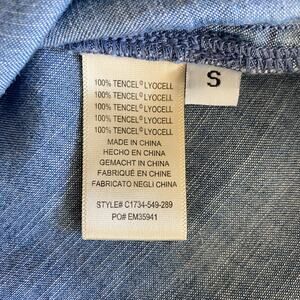 S
100% TENCEL® LYOCELL
100% TENCEL® LYOCELL
100% TENCEL® LYOCELL
100% TENCEL® LYOCELL
100% TENCEL® LYOCELL
MADE IN CHINA
HECHO EN CHINA
GEMACHT IN CHINA
FABRIQUÉ EN CHINE
FABRICATO NEGLI CHINA
STYLE# C1734-549-289
PO# EM35941